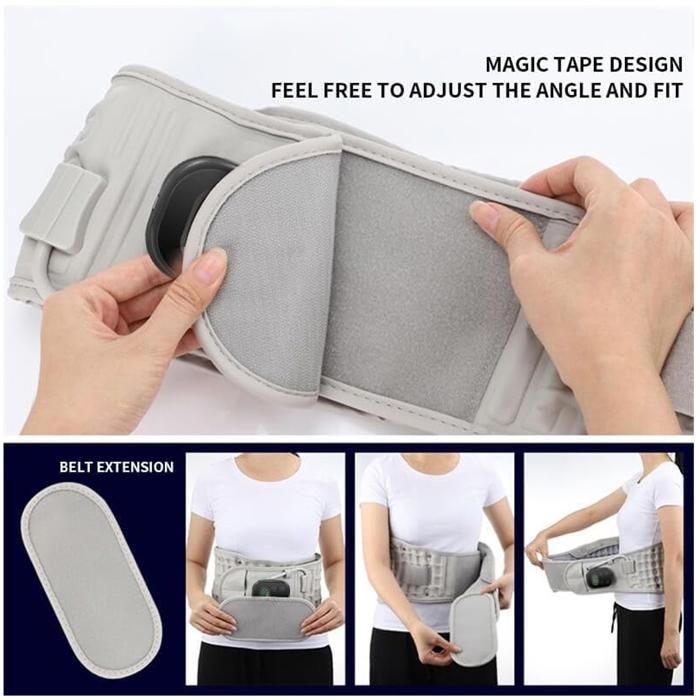 MAGIC TAPE DESIGN
FEEL FREE TO ADJUST THE ANGLE AND FIT
BELT EXTENSION